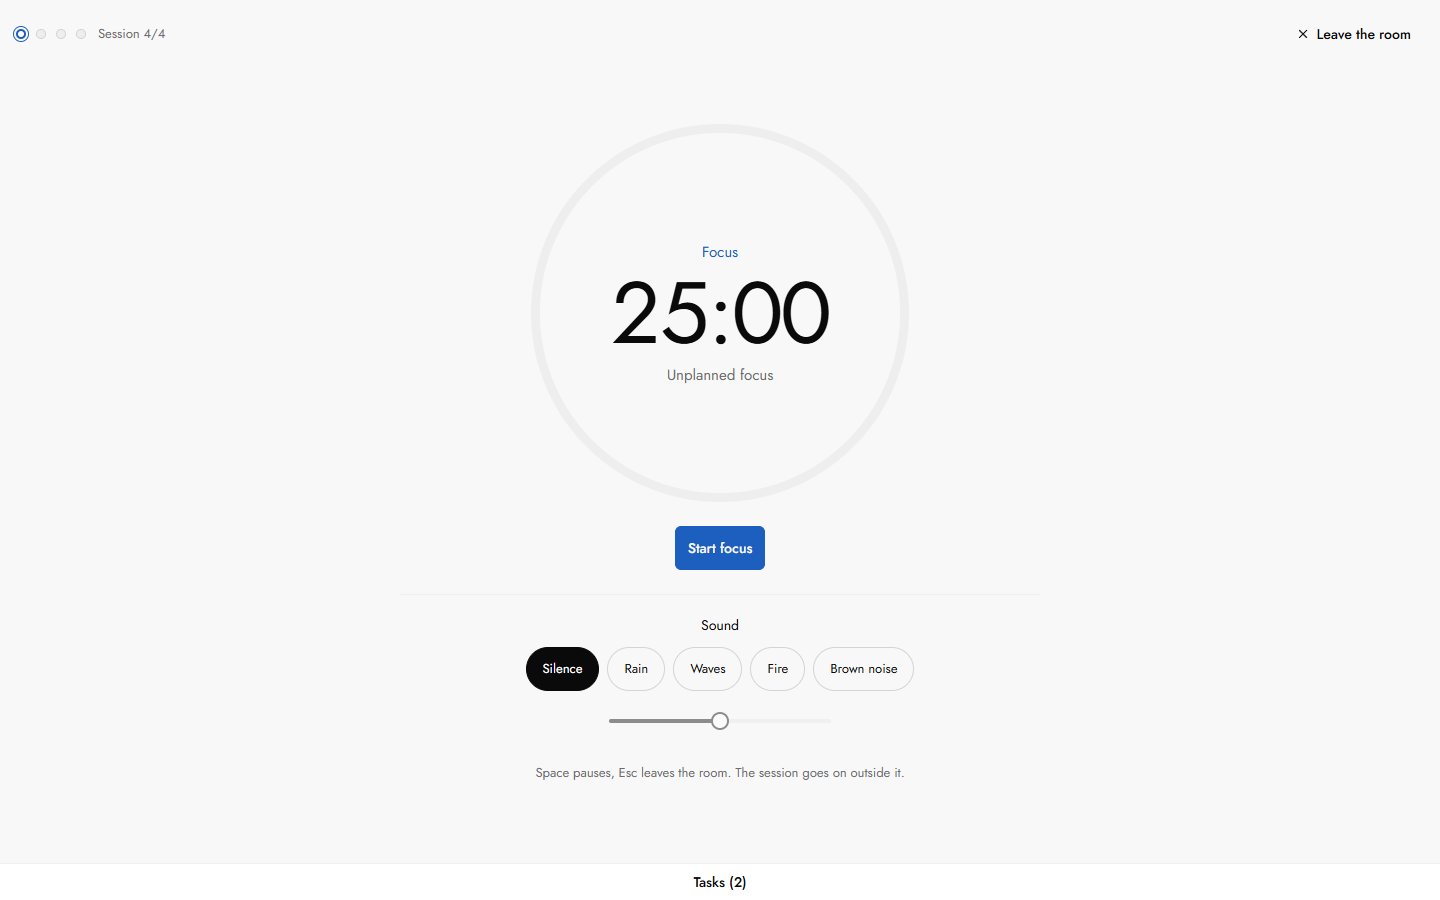 Session 4/4
Leave the room
Focus
25:00
Unplanned focus
Start focus
Sound
Silence Rain Waves Fire Brown noise
Space pauses, Esc leaves the room. The session goes on outside it.
Tasks (2)